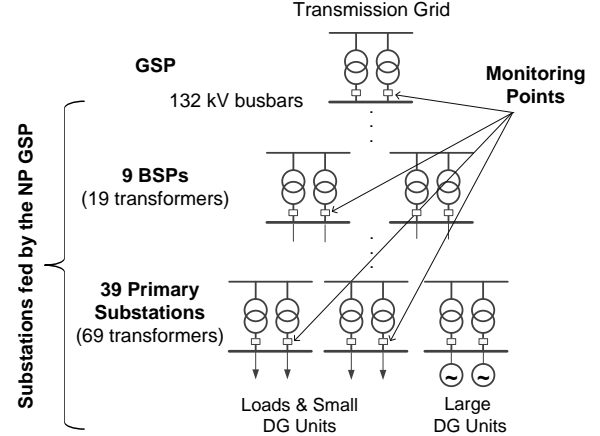 Transmission Grid
GSP
132 kV busbars
Monitoring
Points
9 BSPs
(19 transformers)
39 Primary
Substations
(69 transformers)
Substations fed by the NP GSP
Loads & Small
DG Units
Large
DG Units